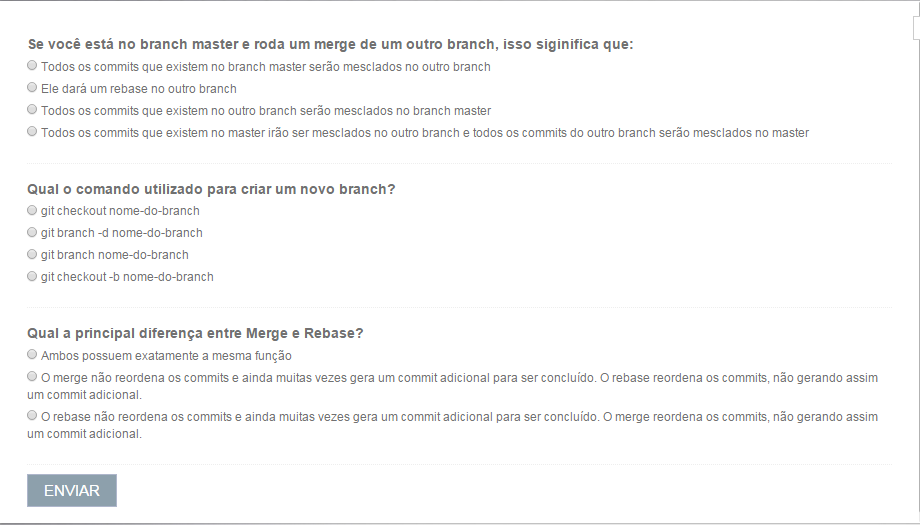 Se você está no branch master e roda um merge de um outro branch, isso siginifica que:
Todos os commits que existem no branch master serão mesclados no outro branch
Ele dará um rebase no outro branch
Todos os commits que existem no outro branch serão mesclados no branch master
Todos os commits que existem no master irão ser mesclados no outro branch e todos os commits do outro branch serão mesclados no master
Qual o comando utilizado para criar um novo branch?
git checkout nome-do-branch
git branch -d nome-do-branch
git branch nome-do-branch
git checkout -b nome-do-branch
Qual a principal diferença entre Merge e Rebase?
Ambos possuem exatamente a mesma função
O merge não reordena os commits e ainda muitas vezes gera um commit adicional para ser concluído. O rebase reordena os commits, não gerando assim
um commit adicional.
O rebase não reordena os commits e ainda muitas vezes gera um commit adicional para ser concluído. O merge reordena os commits, não gerando assim
um commit adicional.
ENVIAR